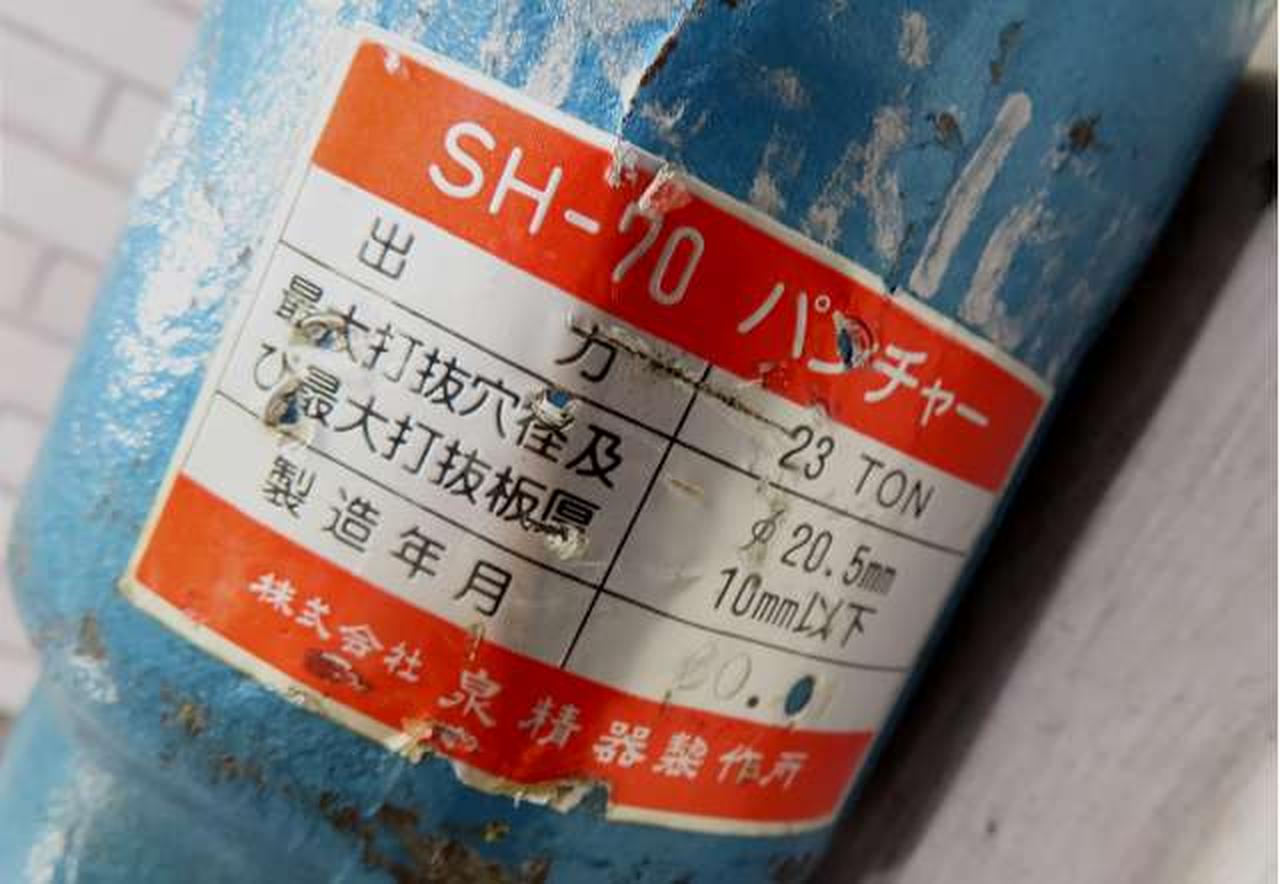 SH-70 パンチャー
出 力 23 TON
最大打抜穴径及
び最大打抜板厚
φ20.5mm
10mm以下
製造年月
株式会社 泉精器製作所